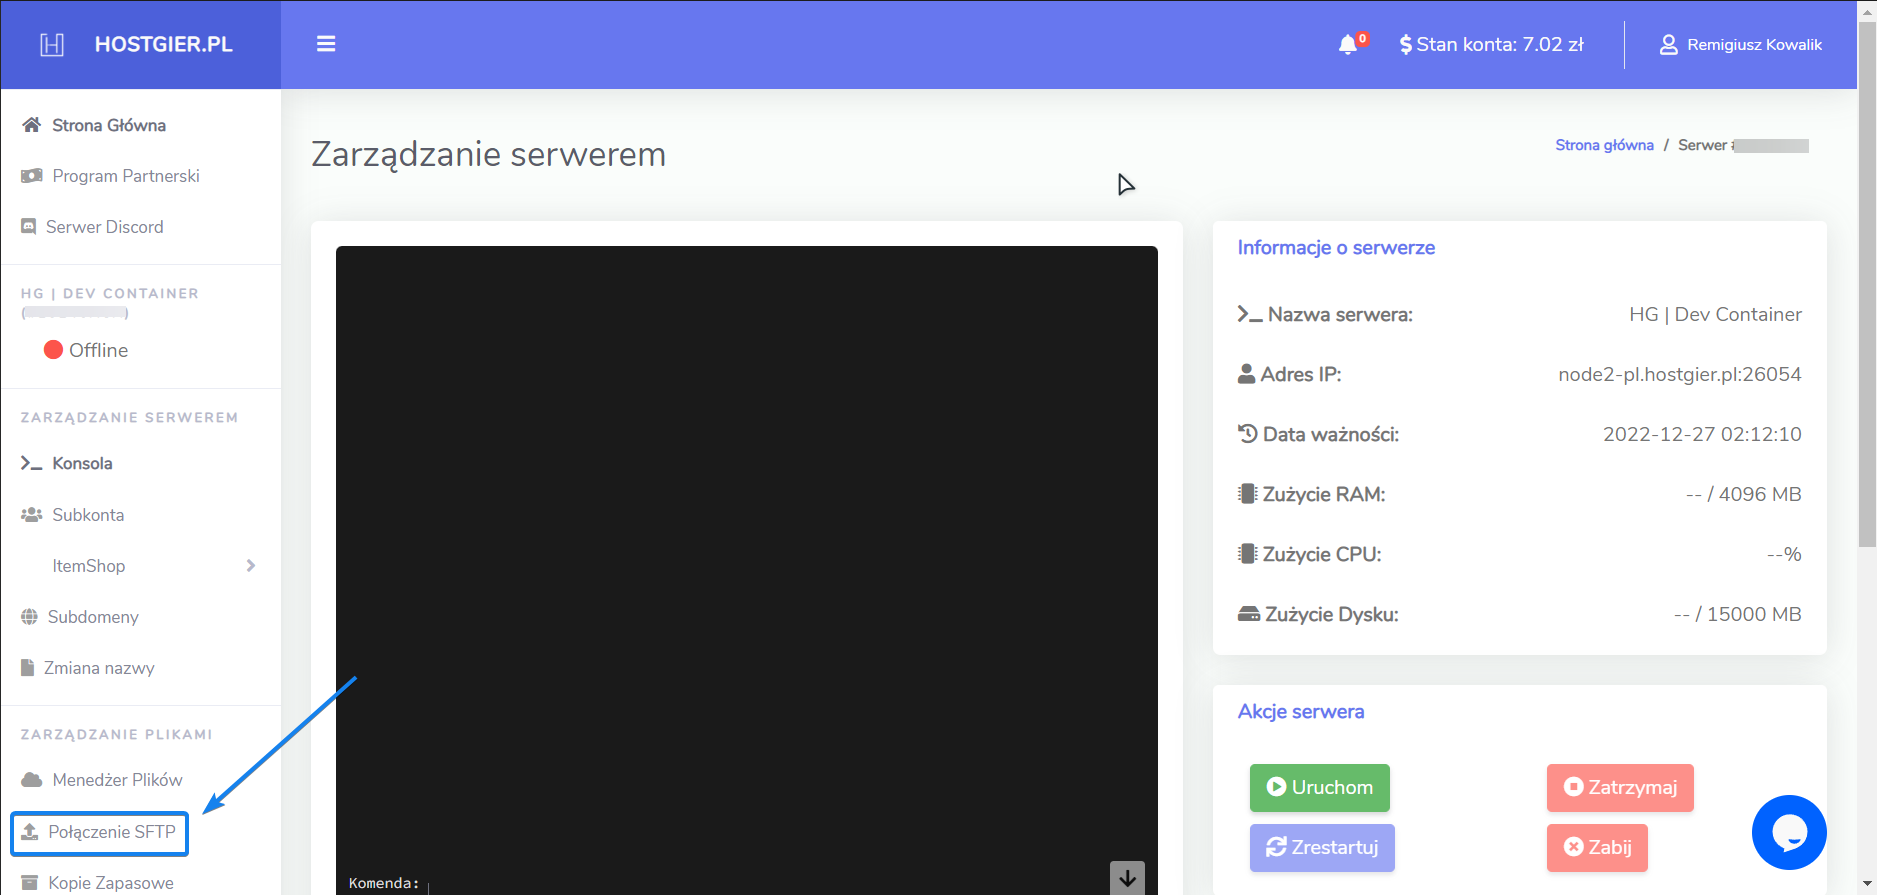 HOSTGIER.PL
0
Stan konta: 7.02 zł
Remigiusz Kowalik
Strona Główna
Program Partnerski
Serwer Discord
HG | DEV CONTAINER
Offline
ZARZĄDZANIE SERWEREM
Konsola
Subkonta
ItemShop
Subdomeny
Zmiana nazwy
ZARZĄDZANIE PLIKAMI
Menedżer Plików
Połączenie SFTP
Kopie Zapasowe
Zarządzanie serwerem
Strona główna / Serwer
Komenda:
Informacje o serwerze
Nazwa serwera: HG | Dev Container
Adres IP: node2-pl.hostgier.pl:26054
Data ważności: 2022-12-27 02:12:10
Zużycie RAM: -- / 4096 MB
Zużycie CPU: --%
Zużycie Dysku: -- / 15000 MB
Akcje serwera
Uruchom
Zatrzymaj
Zrestartuj
Zabij